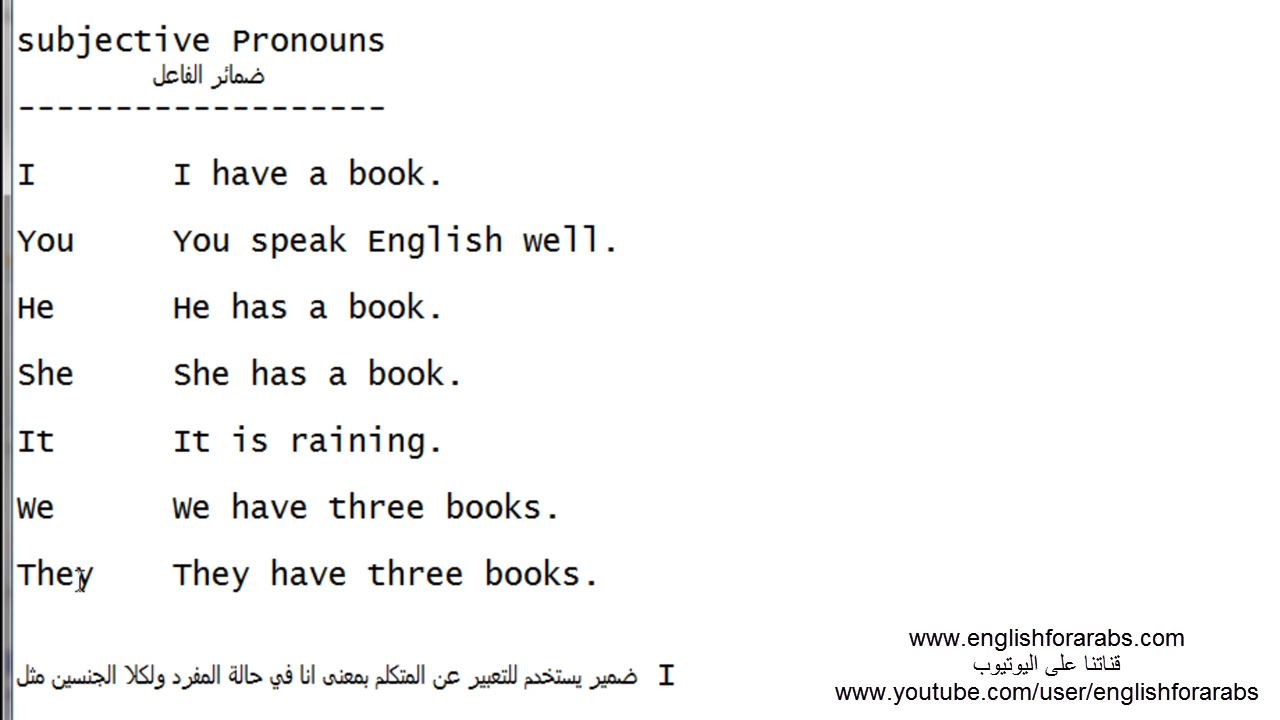 subjective Pronouns
ضمائر الفاعل
-------------------
I I have a book.
You You speak English well.
He He has a book.
She She has a book.
It It is raining.
We We have three books.
They They have three books.
I ضمير يستخدم للتعبير عن المتكلم بمعنى انا في حالة المفرد ولكلا الجنسين مثل
www.englishforarabs.com
قناتنا على اليوتيوب
www.youtube.com/user/englishforarabs